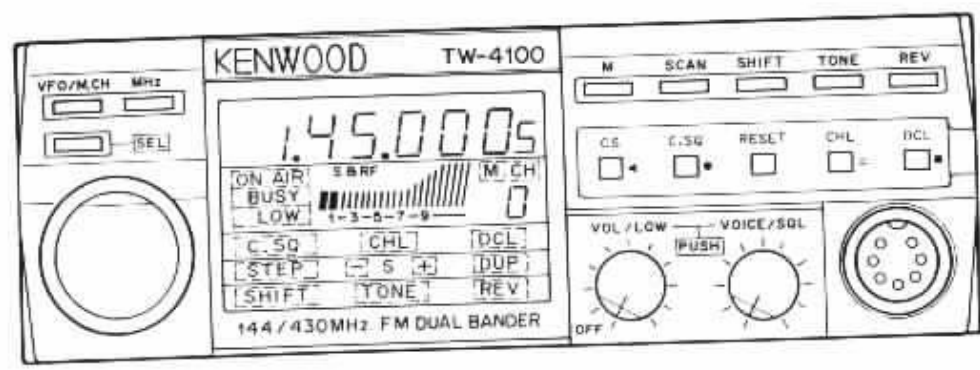 KENWOOD TW-4100
VFO/M.CH MHz
SEL
1.45.000s
ON AIR S & RF M.CH
BUSY
LOW 1-3-5-7-9 0
C.SQ CHL DCL
STEP - S + DUP
SHIFT TONE REV
144/430MHz FM DUAL BANDER
M SCAN SHIFT TONE REV
C.S C.SQ RESET CHL DCL
VOL/LOW VOICE/SQL
PUSH
OFF